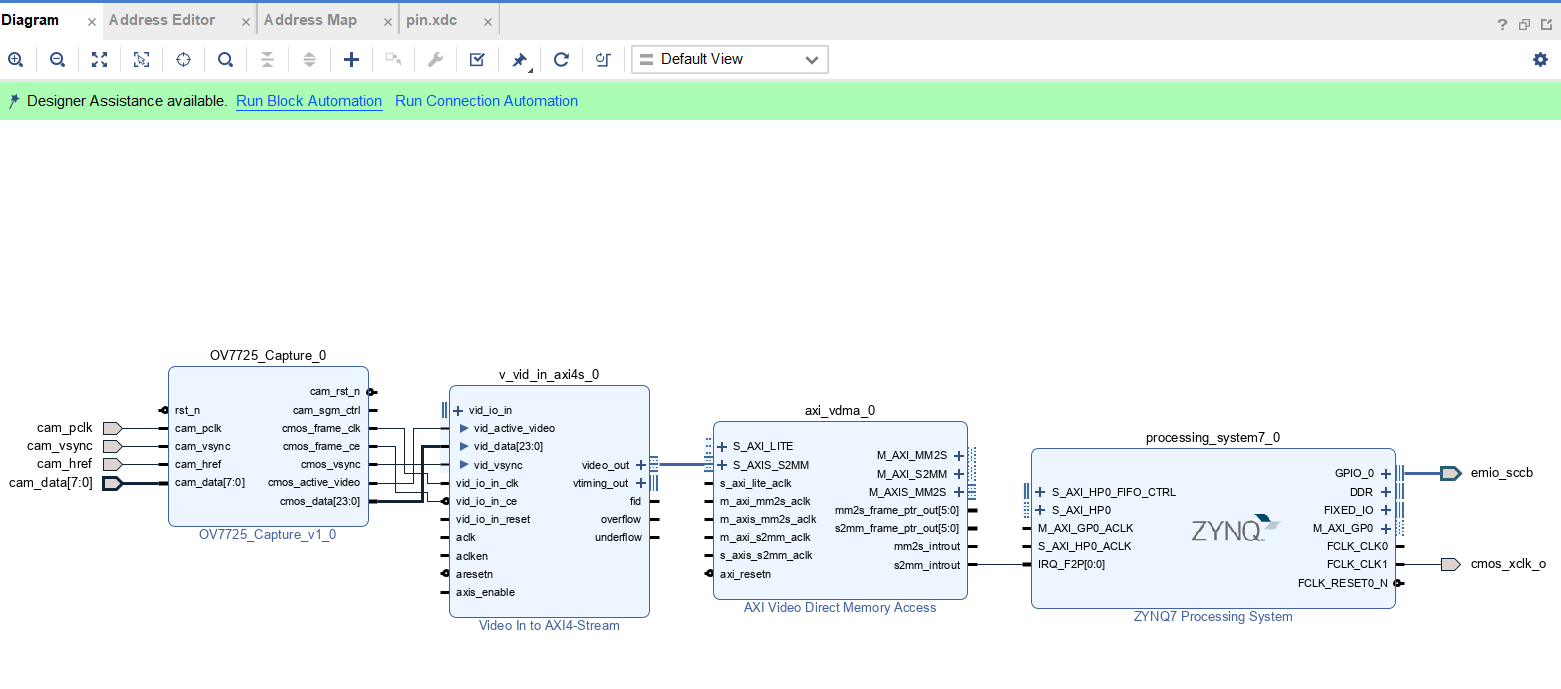 Diagram × Address Editor × Address Map × pin.xdc ×
?
Default View
Designer Assistance available. Run Block Automation Run Connection Automation
OV7725_Capture_0
cam_rst_n
rst_n cam_sgm_ctrl
cam_pclk cam_pclk cmos_frame_clk
cam_vsync cam_vsync cmos_frame_ce
cam_href cam_href cmos_vsync
cam_data[7:0] cam_data[7:0] cmos_active_video
cmos_data[23:0]
OV7725_Capture_v1_0
v_vid_in_axi4s_0
vid_io_in
vid_active_video
vid_data[23:0]
vid_vsync video_out
vid_io_in_clk vtiming_out
vid_io_in_ce fid
vid_io_in_reset overflow
aclk underflow
aclken
aresetn
axis_enable
Video In to AXI4-Stream
axi_vdma_0
S_AXI_LITE M_AXI_MM2S
S_AXIS_S2MM M_AXI_S2MM
s_axi_lite_aclk M_AXIS_MM2S
m_axi_mm2s_aclk mm2s_frame_ptr_out[5:0]
m_axis_mm2s_aclk s2mm_frame_ptr_out[5:0]
m_axi_s2mm_aclk mm2s_introut
s_axis_s2mm_aclk s2mm_introut
axi_resetn
AXI Video Direct Memory Access
processing_system7_0
GPIO_0 emio_sccb
S_AXI_HP0_FIFO_CTRL DDR
S_AXI_HP0 FIXED_IO
M_AXI_GP0_ACLK M_AXI_GP0
S_AXI_HP0_ACLK FCLK_CLK0
IRQ_F2P[0:0] FCLK_CLK1 cmos_xclk_o
FCLK_RESET0_N
ZYNQ
ZYNQ7 Processing System